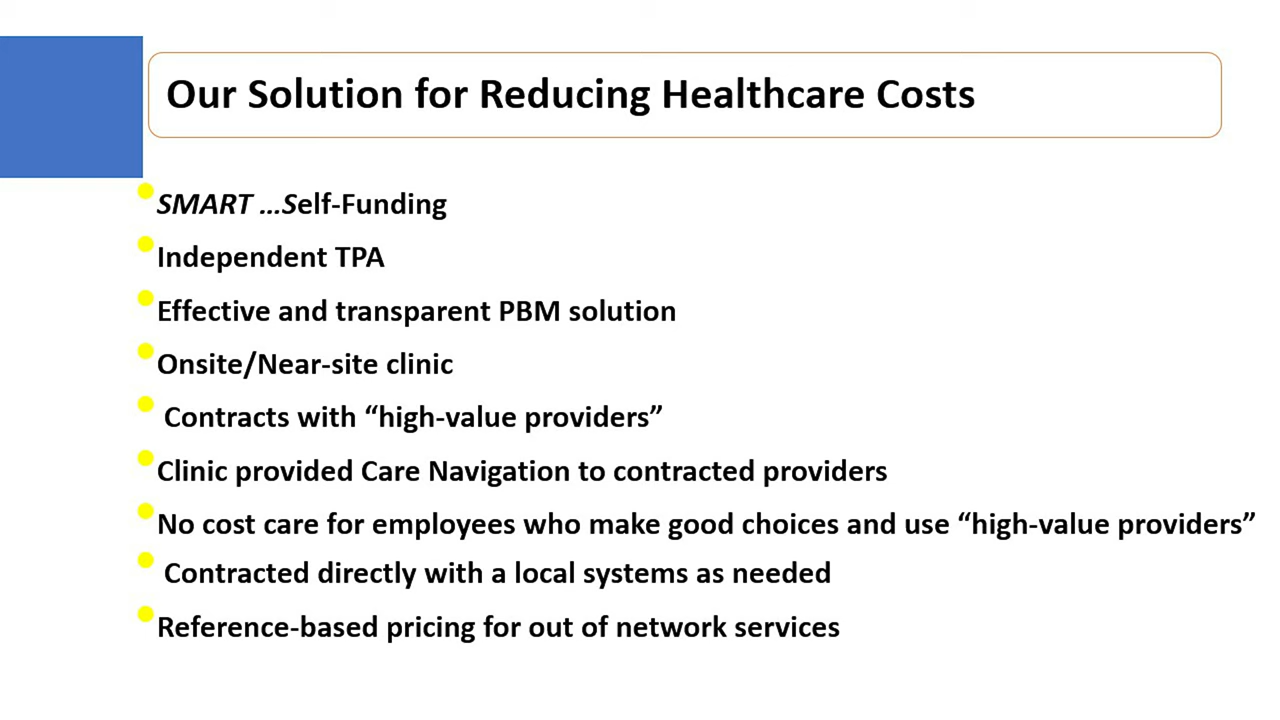 Our Solution for Reducing Healthcare Costs
SMART …Self-Funding
Independent TPA
Effective and transparent PBM solution
Onsite/Near-site clinic
Contracts with “high-value providers”
Clinic provided Care Navigation to contracted providers
No cost care for employees who make good choices and use “high-value providers”
Contracted directly with a local systems as needed
Reference-based pricing for out of network services